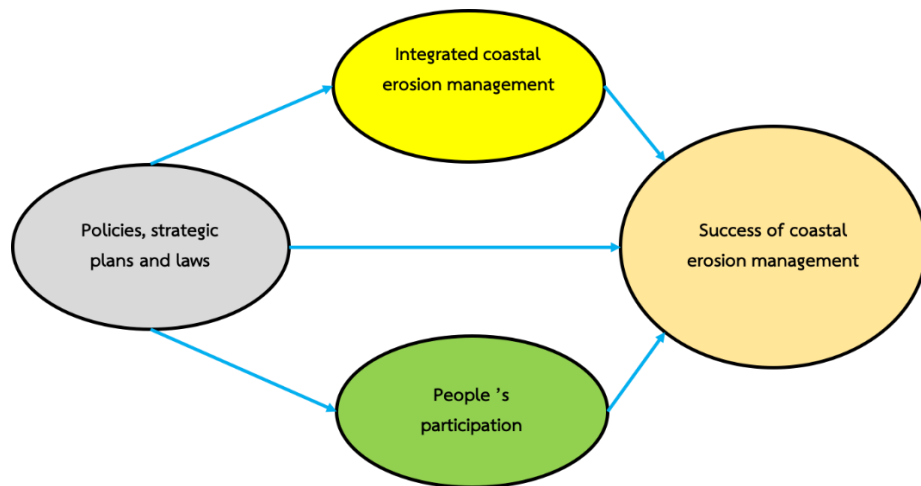 Integrated coastal
erosion management
Policies, strategic
plans and laws
Success of coastal
erosion management
People 's
participation